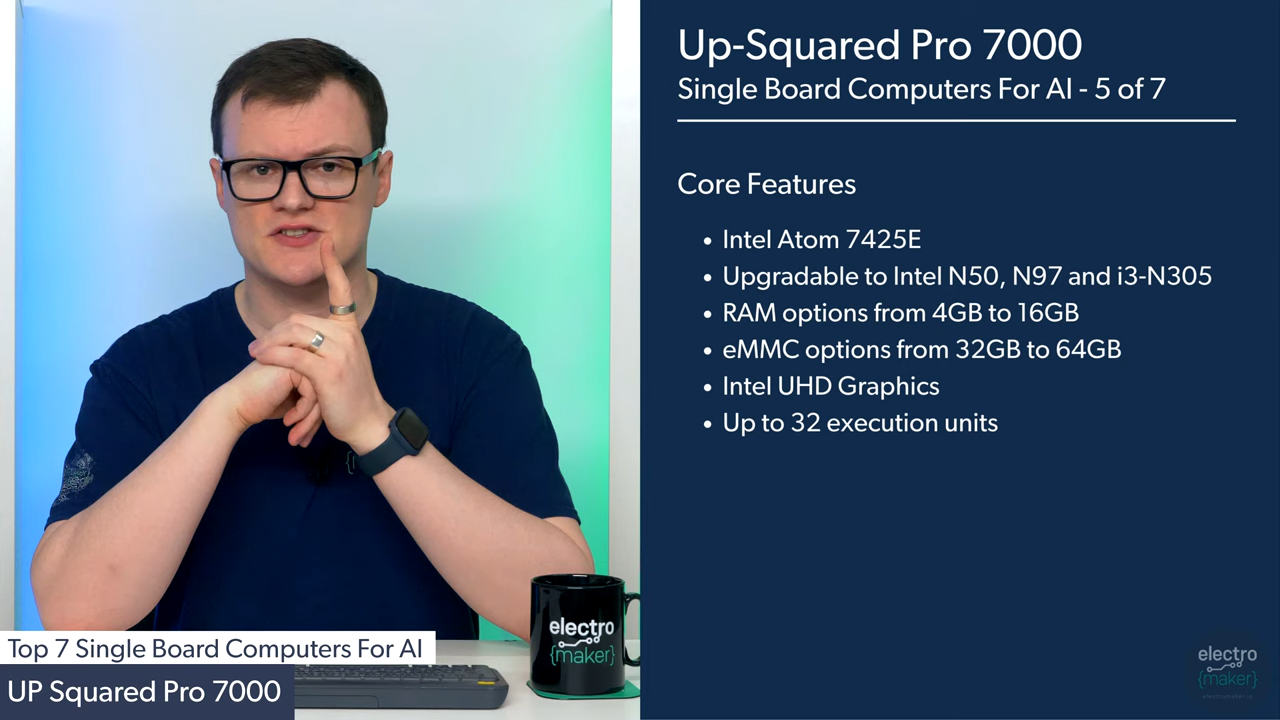 Up-Squared Pro 7000
Single Board Computers For AI - 5 of 7
Core Features
• Intel Atom 7425E
• Upgradable to Intel N50, N97 and i3-N305
• RAM options from 4GB to 16GB
• eMMC options from 32GB to 64GB
• Intel UHD Graphics
• Up to 32 execution units
electro
{maker}
Top 7 Single Board Computers For AI
UP Squared Pro 7000
electro
{maker}